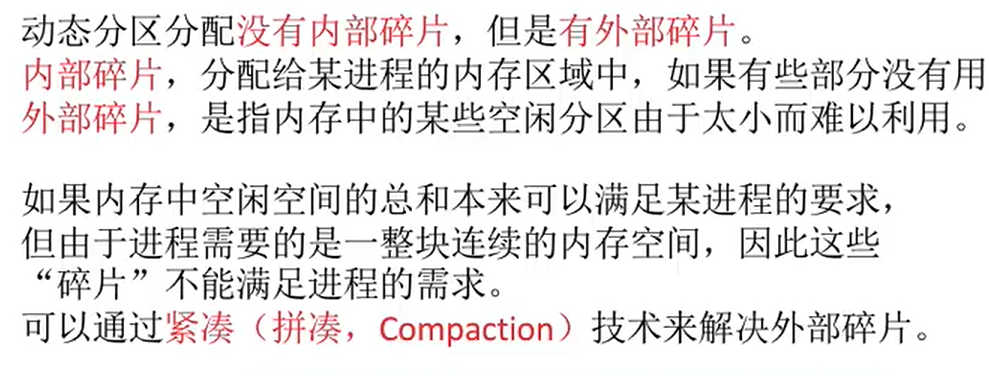 动态分区分配没有内部碎片，但是有外部碎片。
内部碎片，分配给某进程的内存区域中，如果有些部分没有用
外部碎片，是指内存中的某些空闲分区由于太小而难以利用。
如果内存中空闲空间的总和本来可以满足某进程的要求，
但由于进程需要的是一整块连续的内存空间，因此这些
“碎片”不能满足进程的需求。
可以通过紧凑（拼凑，Compaction）技术来解决外部碎片。